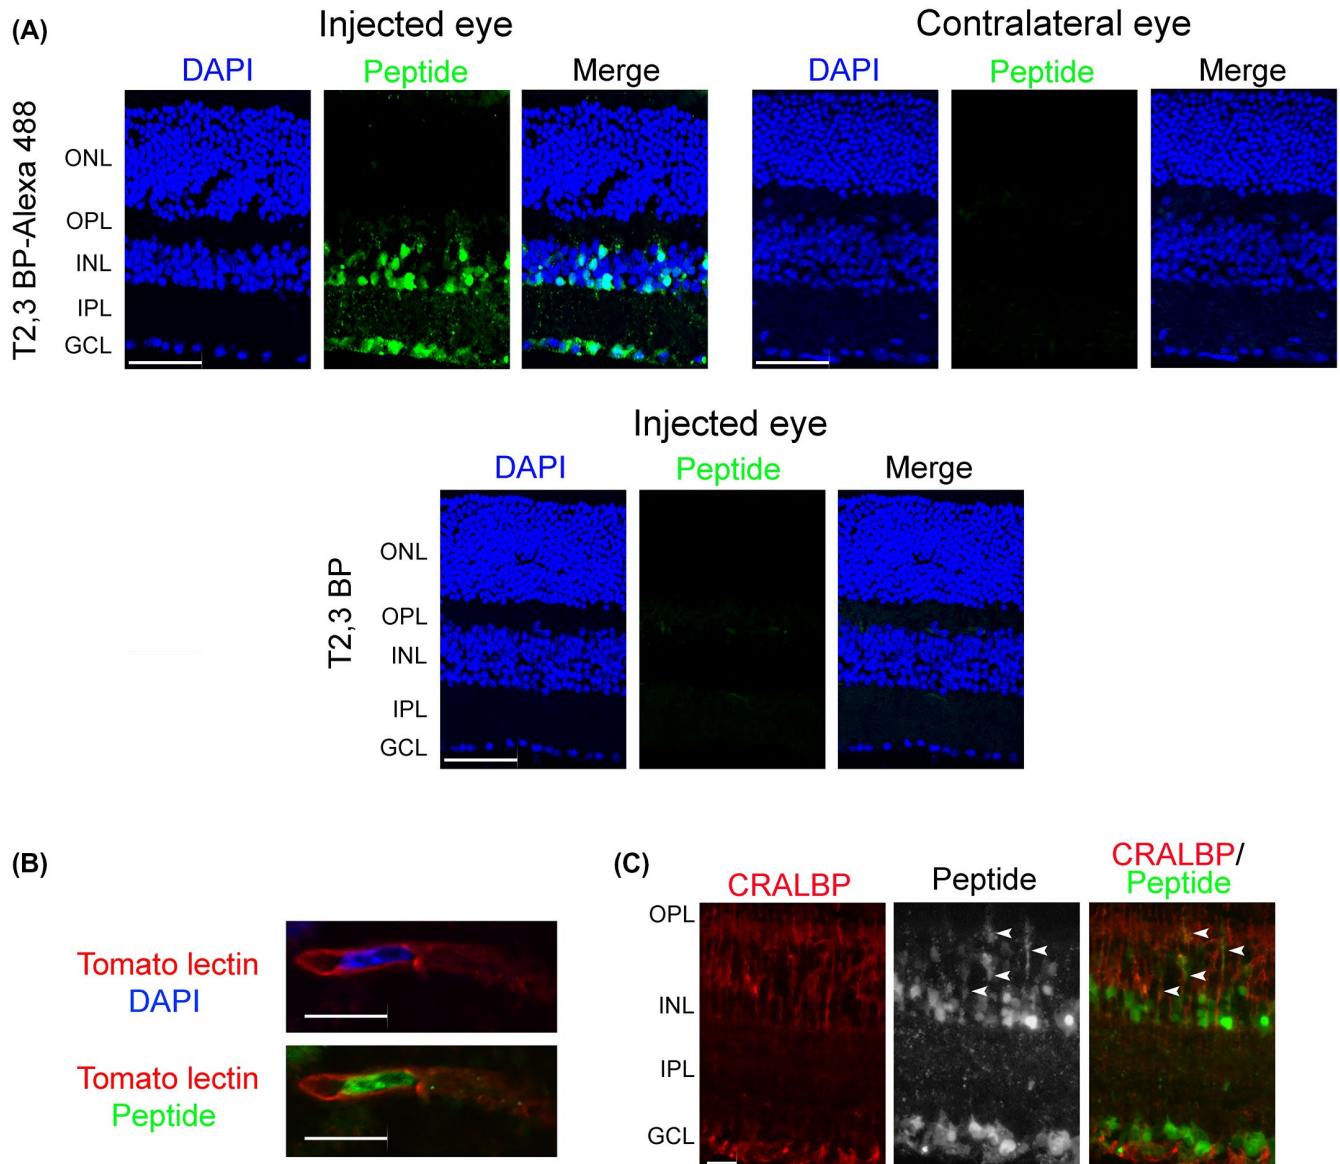 (A)
Injected eye
Contralateral eye
DAPI
Peptide
Merge
DAPI
Peptide
Merge
T2,3 BP-Alexa 488
ONL
OPL
INL
IPL
GCL
Injected eye
DAPI
Peptide
Merge
T2,3 BP
ONL
OPL
INL
IPL
GCL
(B)
Tomato lectin
DAPI
Tomato lectin
Peptide
(C)
CRALBP
Peptide
CRALBP/
Peptide
OPL
INL
IPL
GCL